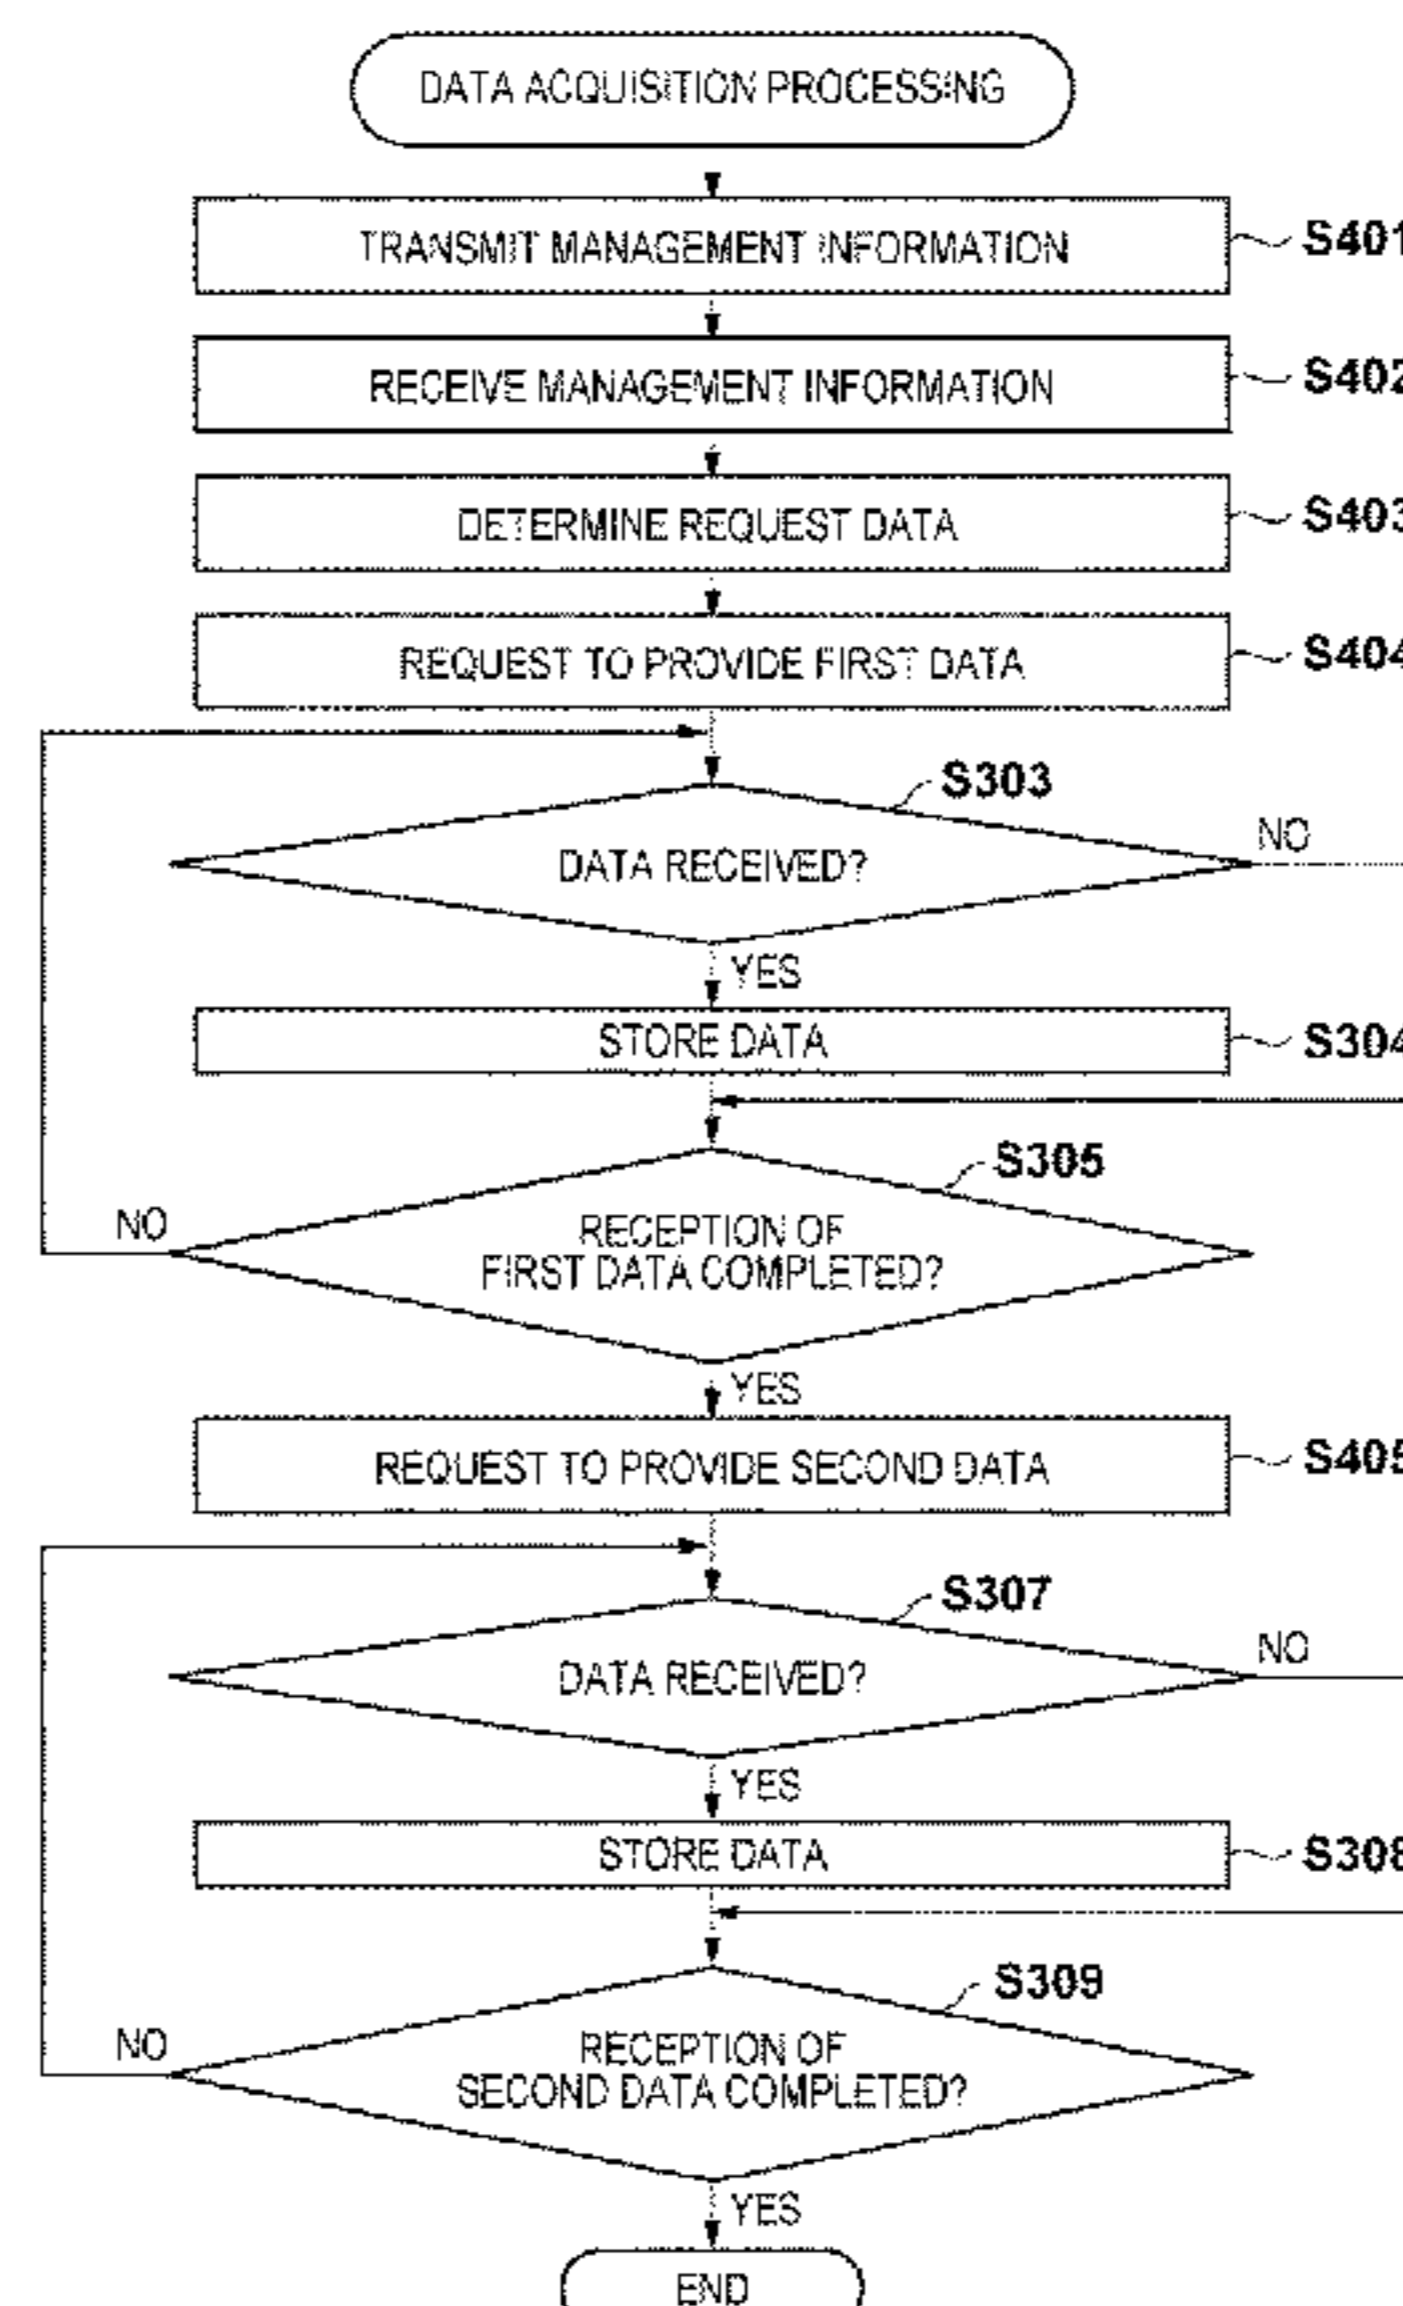 DATA ACQUISITION PROCESSING
TRANSMIT MANAGEMENT INFORMATION
S401
RECEIVE MANAGEMENT INFORMATION
S402
DETERMINE REQUEST DATA
S403
REQUEST TO PROVIDE FIRST DATA
S404
S303
DATA RECEIVED?
NO
YES
STORE DATA
S304
S305
RECEPTION OF
FIRST DATA COMPLETED?
NO
YES
REQUEST TO PROVIDE SECOND DATA
S405
S307
DATA RECEIVED?
NO
YES
STORE DATA
S308
S309
RECEPTION OF
SECOND DATA COMPLETED?
NO
YES
END